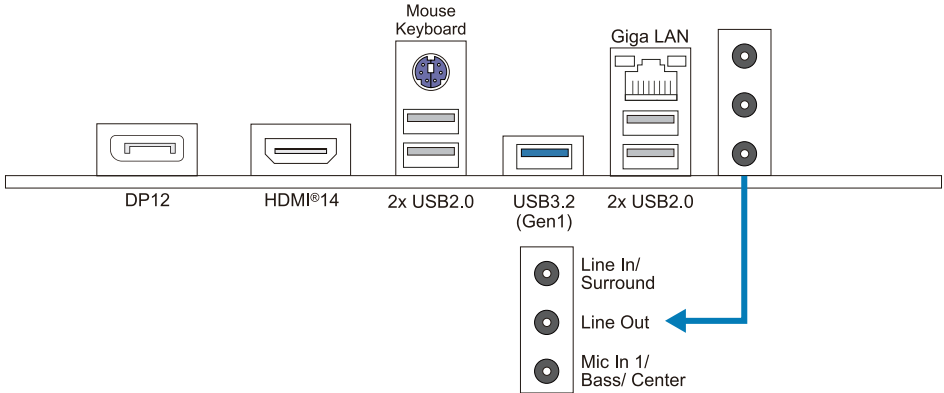 Mouse
Keyboard
Giga LAN
DP12
HDMI®14
2x USB2.0
USB3.2
(Gen1)
2x USB2.0
Line In/
Surround
Line Out
Mic In 1/
Bass/ Center